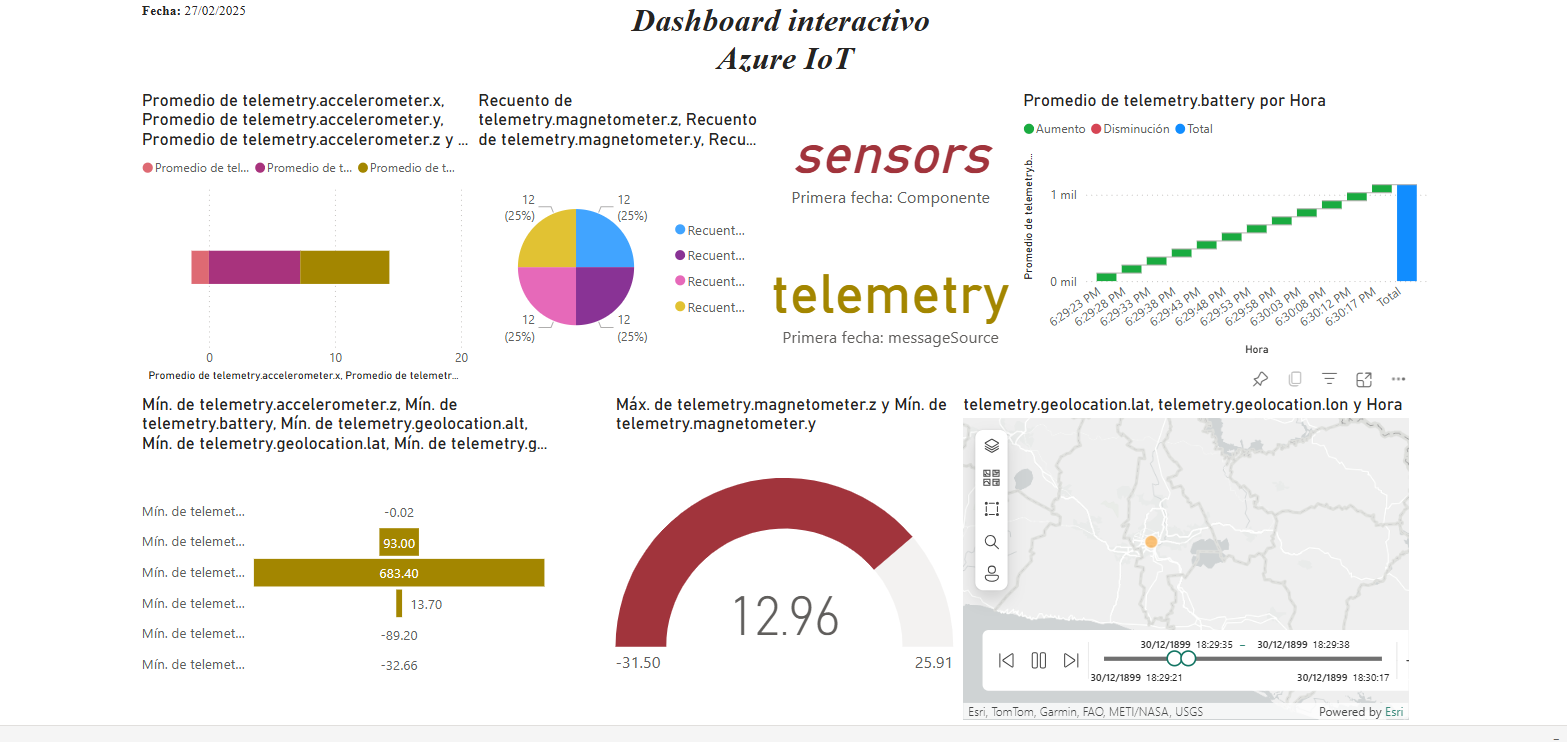 Fecha: 27/02/2025
Dashboard interactivo
Azure IoT
Promedio de telemetry.accelerometer.x,
Promedio de telemetry.accelerometer.y,
Promedio de telemetry.accelerometer.z y ...
Promedio de tel... Promedio de t... Promedio de t...
0 10 20
Promedio de telemetry.accelerometer.x, Promedio de telemetr...
Recuento de
telemetry.magnetometer.z, Recuento
de telemetry.magnetometer.y, Recu...
12
(25%)
12
(25%)
12
(25%)
12
(25%)
Recuent...
Recuent...
Recuent...
Recuent...
sensors
Primera fecha: Componente
telemetry
Primera fecha: messageSource
Promedio de telemetry.battery por Hora
Aumento Disminución Total
Promedio de telemetry.b...
1 mil
0 mil
6:29:23 PM
6:29:28 PM
6:29:33 PM
6:29:38 PM
6:29:43 PM
6:29:48 PM
6:29:53 PM
6:29:58 PM
6:30:03 PM
6:30:08 PM
6:30:12 PM
6:30:17 PM
Total
Hora
Mín. de telemetry.accelerometer.z, Mín. de
telemetry.battery, Mín. de telemetry.geolocation.alt,
Mín. de telemetry.geolocation.lat, Mín. de telemetry.g...
Mín. de telemet... -0.02
Mín. de telemet... 93.00
Mín. de telemet... 683.40
Mín. de telemet... 13.70
Mín. de telemet... -89.20
Mín. de telemet... -32.66
Máx. de telemetry.magnetometer.z y Mín. de
telemetry.magnetometer.y
12.96
-31.50 25.91
telemetry.geolocation.lat, telemetry.geolocation.lon y Hora
30/12/1899 18:29:35 – 30/12/1899 18:29:38
30/12/1899 18:29:21 30/12/1899 18:30:17
Esri, TomTom, Garmin, FAO, METI/NASA, USGS Powered by Esri